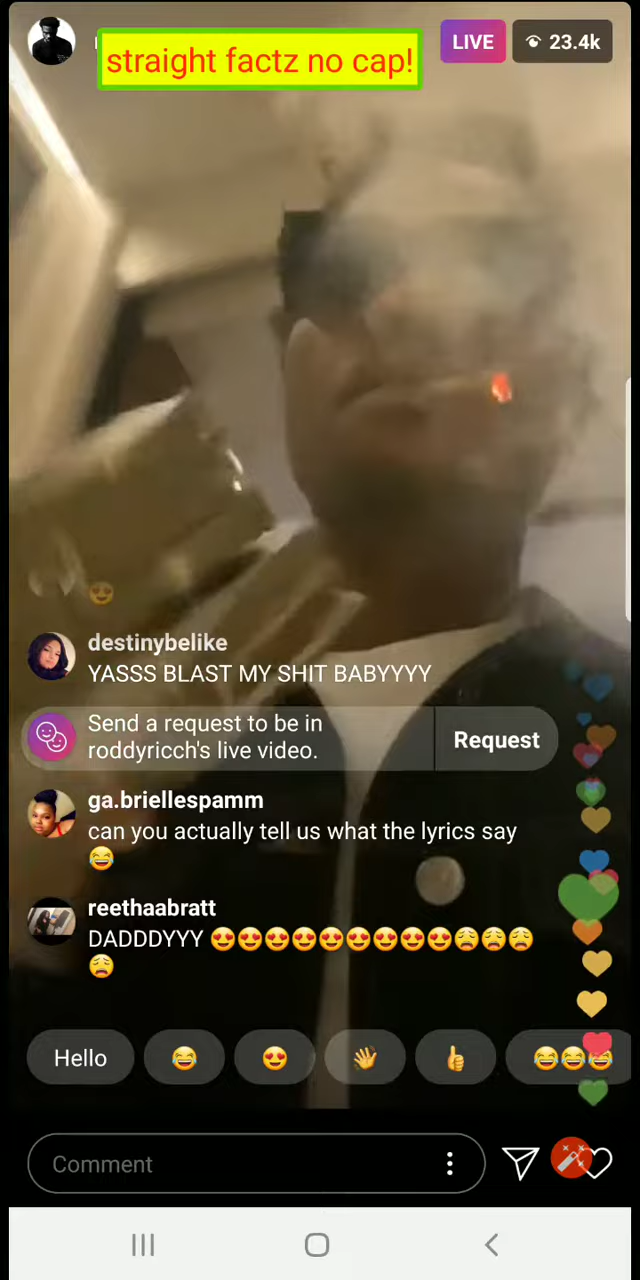 straight factz no cap!
LIVE
23.4k
destinybelike
YASSS BLAST MY SHIT BABYYYY
Send a request to be in
roddyricch's live video.
Request
ga.briellespamm
can you actually tell us what the lyrics say
😂
reethaabratt
DADDDYYY 😍😍😍😍😍😍😍😍😍😩😩😩
😩
Hello
Comment